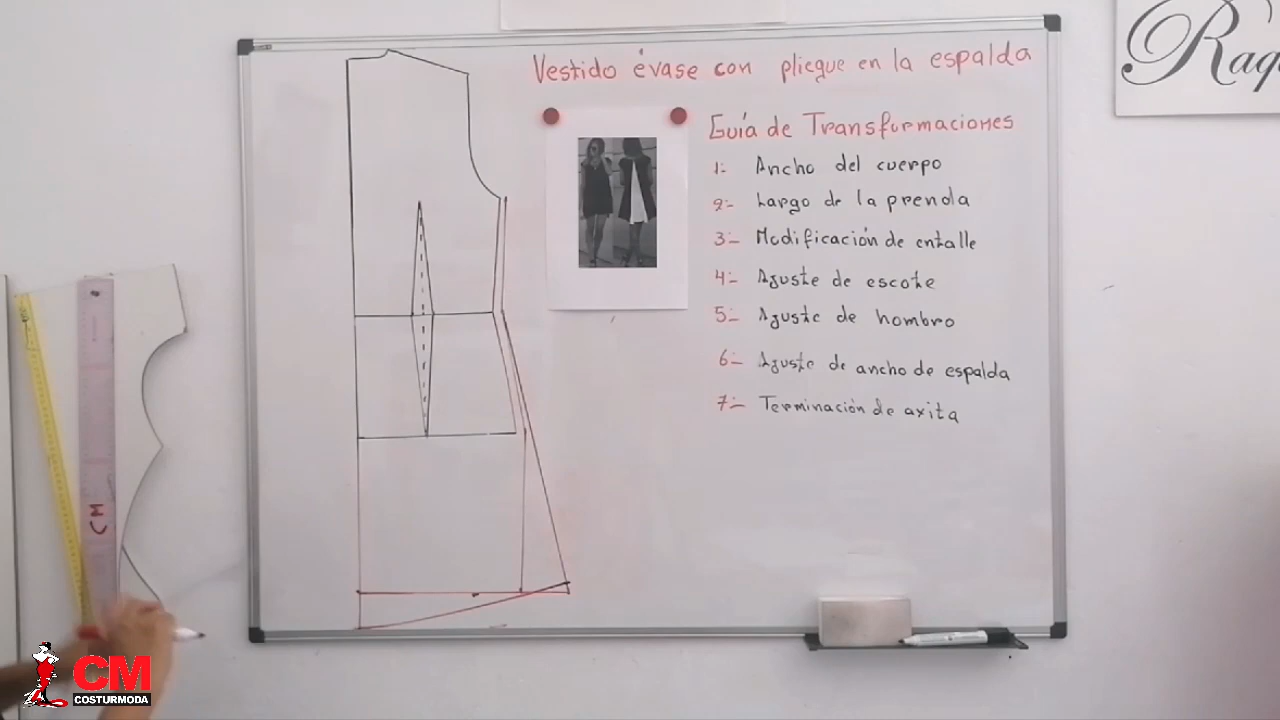 Vestido évase con pliegue en la espalda
Guía de Transformaciones
1:- Ancho del cuerpo
2:- Largo de la prenda
3:- Modificación de entalle
4:- Ajuste de escote
5:- Ajuste de hombro
6:- Ajuste de ancho de espalda
7:- Terminación de axita
Raq
CM
CM
COSTURMODA